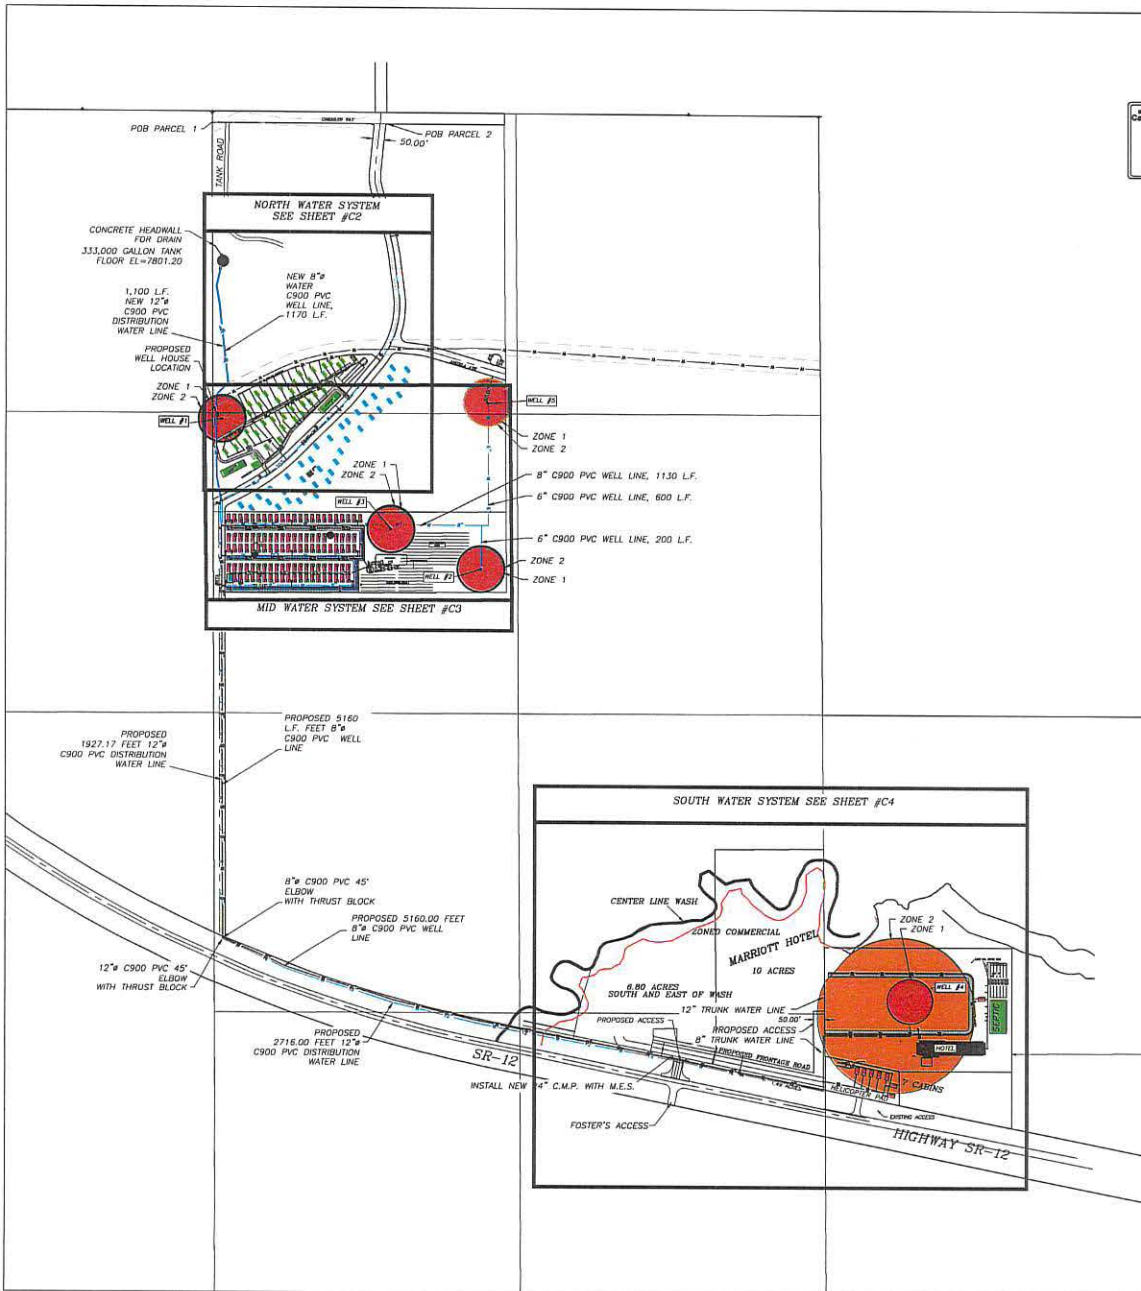 POB PARCEL 1
POB PARCEL 2
50.00'
TANK ROAD
NORTH WATER SYSTEM
SEE SHEET #C2
CONCRETE HEADWALL
FOR DRAIN
333,000 GALLON TANK
FLOOR EL=7801.20
NEW 8"ø
WATER
C900 PVC
WELL LINE,
1170 L.F.
1,100 L.F.
NEW 12"ø
C900 PVC
DISTRIBUTION
WATER LINE
PROPOSED
WELL HOUSE
LOCATION
ZONE 1
ZONE 2
WELL #1
WELL #5
ZONE 1
ZONE 2
ZONE 1
ZONE 2
WELL #3
8" C900 PVC WELL LINE, 1130 L.F.
6" C900 PVC WELL LINE, 600 L.F.
6" C900 PVC WELL LINE, 200 L.F.
WELL #2
ZONE 2
ZONE 1
MID WATER SYSTEM SEE SHEET #C3
PROPOSED
1927.17 FEET 12"ø
C900 PVC DISTRIBUTION
WATER LINE
PROPOSED 5160
L.F. FEET 8"ø
C900 PVC WELL
LINE
8"ø C900 PVC 45'
ELBOW
WITH THRUST BLOCK
PROPOSED 5160.00 FEET
8"ø C900 PVC WELL
LINE
12"ø C900 PVC 45'
ELBOW
WITH THRUST BLOCK
PROPOSED
2716.00 FEET 12"ø
C900 PVC DISTRIBUTION
WATER LINE
SR-12
SOUTH WATER SYSTEM SEE SHEET #C4
CENTER LINE WASH
ZONED COMMERCIAL
MARRIOTT HOTEL
10 ACRES
ZONE 2
ZONE 1
WELL #4
6.80 ACRES
SOUTH AND EAST OF WASH
12" TRUNK WATER LINE
50.00'
PROPOSED ACCESS
PROPOSED ACCESS
8" TRUNK WATER LINE
PROPOSED FRONTAGE ROAD
SEPTIC
HOTEL
7 CABINS
HELICOPTER PAD
INSTALL NEW 24" C.M.P. WITH M.E.S.
EXISTING ACCESS
FOSTER'S ACCESS
HIGHWAY SR-12